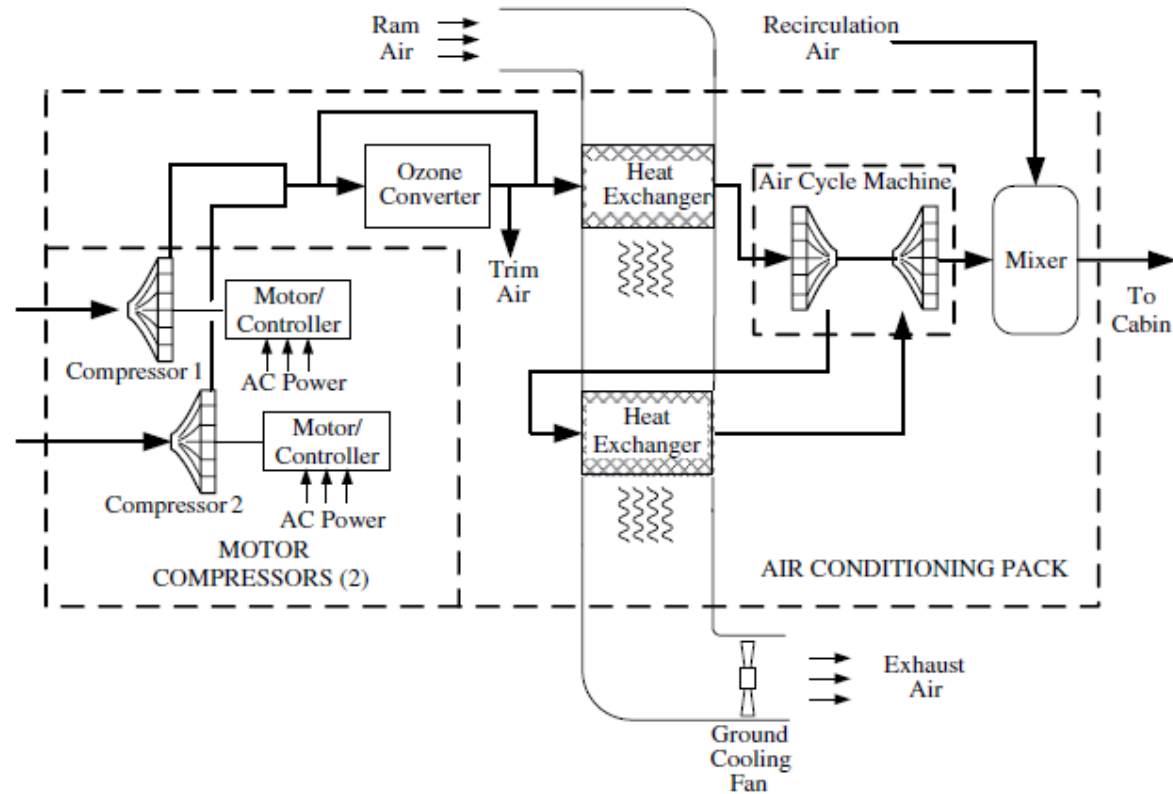 Ram
Air
Recirculation
Air
Ozone
Converter
Heat
Exchanger
Air Cycle Machine
Mixer
Trim
Air
To
Cabin
Motor/
Controller
Compressor 1
AC Power
Motor/
Controller
Compressor 2
AC Power
Heat
Exchanger
MOTOR
COMPRESSORS (2)
AIR CONDITIONING PACK
Exhaust
Air
Ground
Cooling
Fan